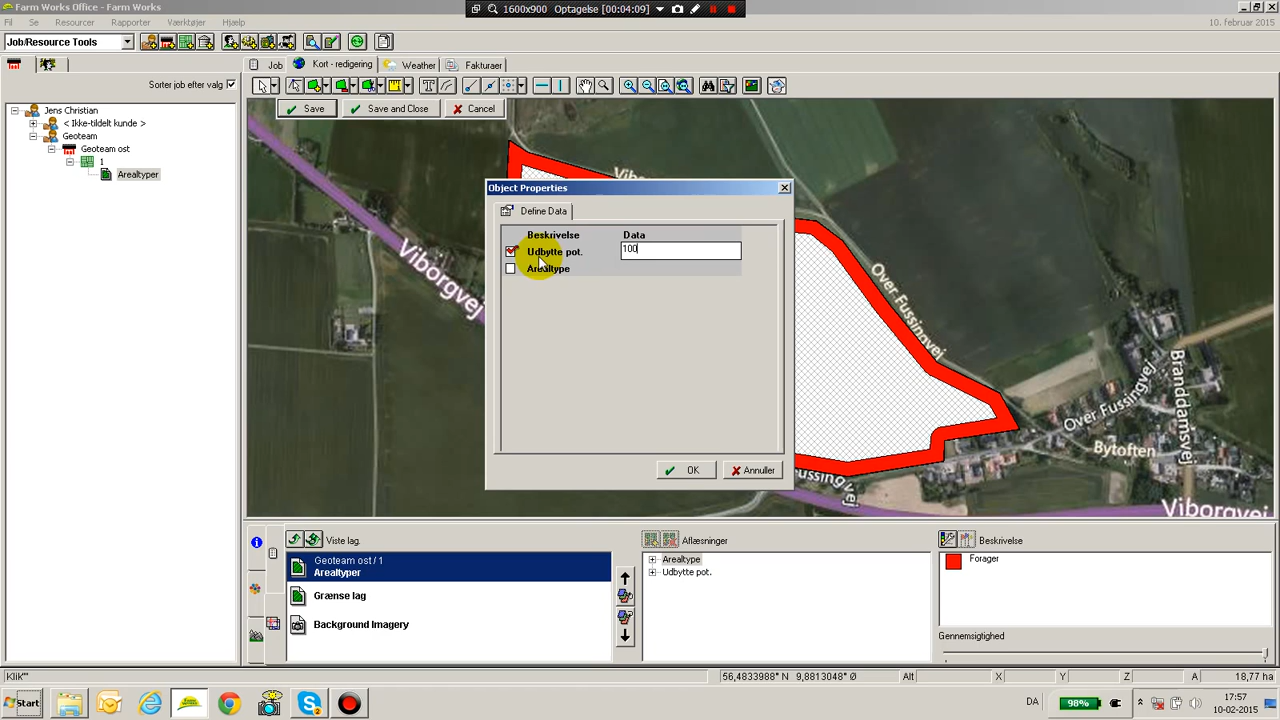 Farm Works Office - Farm Works
1600x900 Optagelse [00:04:09]
Fil Se Resourcer Rapporter Værktøjer Hjælp
10. februar 2015
Job/Resource Tools
Job Kort - redigering Weather Fakturaer
Sorter job efter valg
Save Save and Close Cancel
Jens Christian
< Ikke-tildelt kunde >
Geoteam
Geoteam ost
1
Arealtyper
Object Properties
Define Data
Beskrivelse Data
Udbytte pot. 100
Arealtype
OK Annuller
Viborgvej
Over Fussingvej
Over Fussingvej
Branddamsvej
Bytoften
Viborgvej
Viste lag.
Geoteam ost / 1
Arealtyper
Grænse lag
Background Imagery
Aflæsninger
Arealtype
Udbytte pot.
Beskrivelse
Forager
Gennemsigtighed
Klik'"
56,4833988° N 9,8813048° Ø Alt X Y Z A 18,77 ha
Start
DA 98% 17:57
10-02-2015